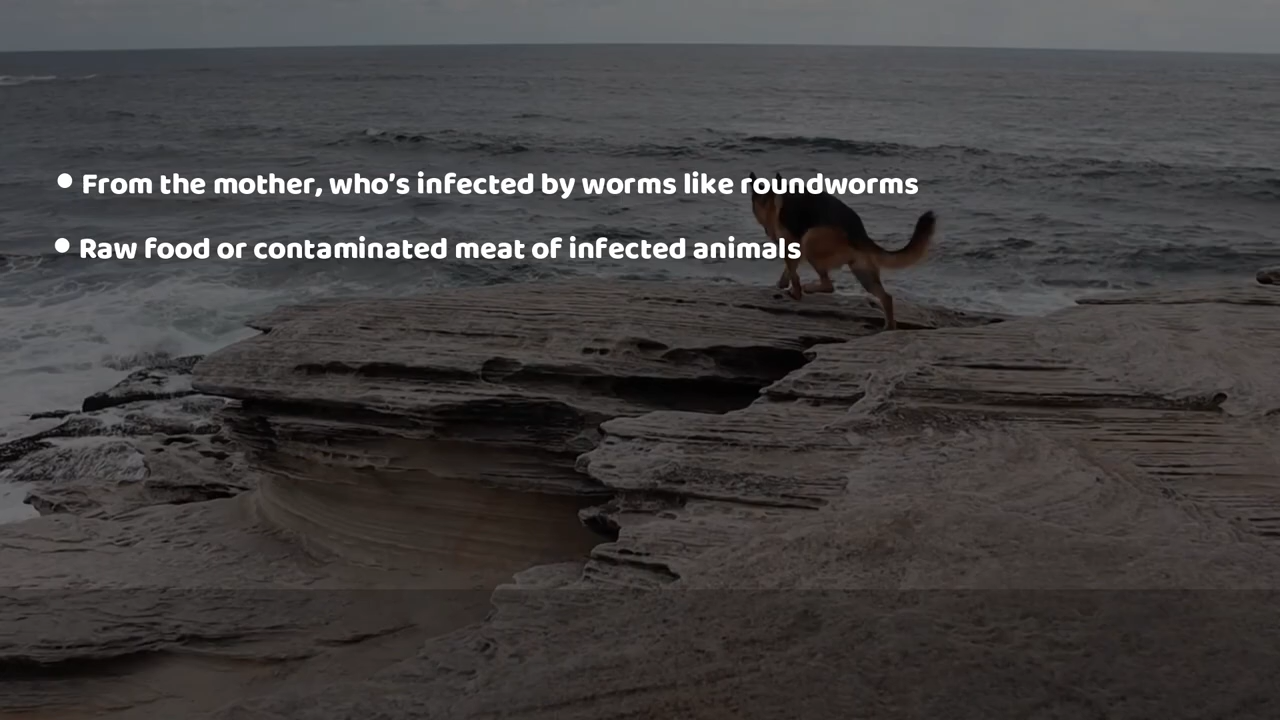 • From the mother, who's infected by worms like roundworms
• Raw food or contaminated meat of infected animals